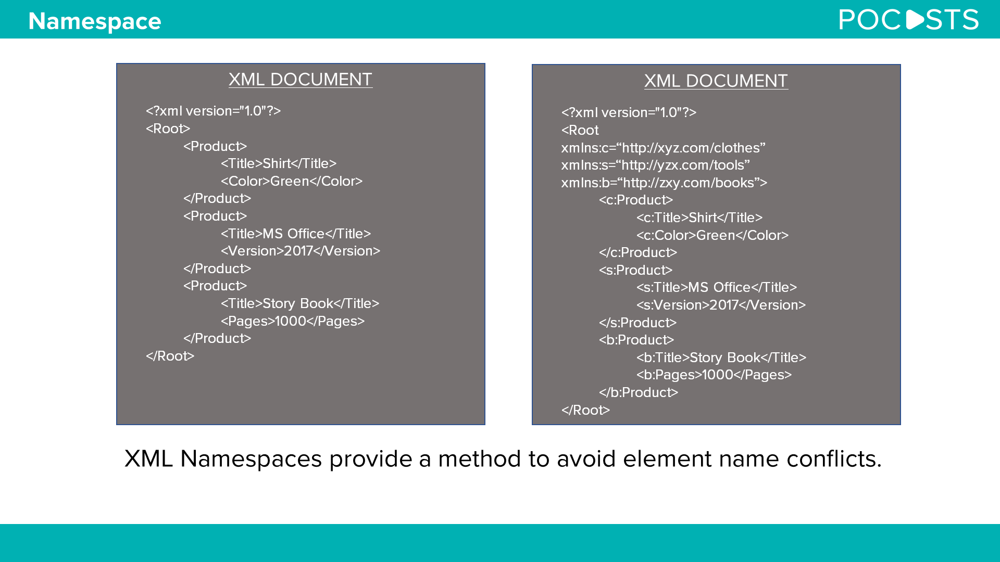 Namespace
POCASTS
XML DOCUMENT
<?xml version="1.0"?>
<Root>
<Product>
<Title>Shirt</Title>
<Color>Green</Color>
</Product>
<Product>
<Title>MS Office</Title>
<Version>2017</Version>
</Product>
<Product>
<Title>Story Book</Title>
<Pages>1000</Pages>
</Product>
</Root>
XML DOCUMENT
<?xml version="1.0"?>
<Root
xmlns:c=“http://xyz.com/clothes”
xmlns:s=“http://yzx.com/tools”
xmlns:b=“http://zxy.com/books”>
<c:Product>
<c:Title>Shirt</Title>
<c:Color>Green</Color>
</c:Product>
<s:Product>
<s:Title>MS Office</Title>
<s:Version>2017</Version>
</s:Product>
<b:Product>
<b:Title>Story Book</Title>
<b:Pages>1000</Pages>
</b:Product>
</Root>
XML Namespaces provide a method to avoid element name conflicts.